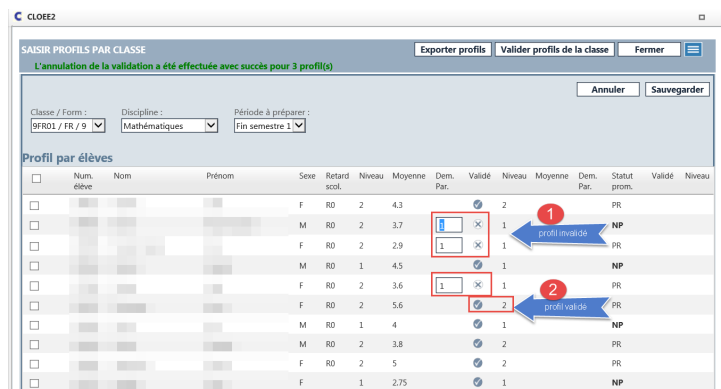 CLOEE2
SAISIR PROFILS PAR CLASSE
Exporter profils Valider profils de la classe Fermer
L'annulation de la validation a été effectuée avec succès pour 3 profil(s)
Annuler Sauvegarder
Classe / Form : Discipline : Période à préparer :
9FR01 / FR / 9 Mathématiques Fin semestre 1
Profil par élèves
Num. élève Nom Prénom Sexe Retard scol. Niveau Moyenne Dem. Par. Validé Niveau Moyenne Dem. Par. Statut prom. Validé Niveau
F R0 2 4.3 2 PR
M R0 2 3.7 1 1 NP
F R0 2 2.9 1 1 PR
M R0 1 4.5 1 NP
F R0 2 3.6 1 1 PR
F R0 2 5.6 2 PR
M R0 1 4 1 NP
M R0 2 3.8 2 PR
F R0 2 5 2 PR
F 1 2.75 1 NP
1
profil invalidé
2
profil validé